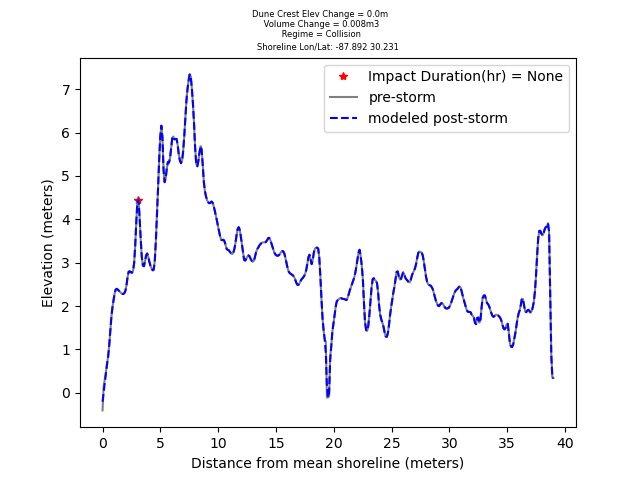 Dune Crest Elev Change = 0.0m
Volume Change = 0.008m3
Regime = Collision
Shoreline Lon/Lat: -87.892 30.231
Impact Duration(hr) = None
pre-storm
modeled post-storm
7
6
5
4
3
2
1
0
Elevation (meters)
0 5 10 15 20 25 30 35 40
Distance from mean shoreline (meters)